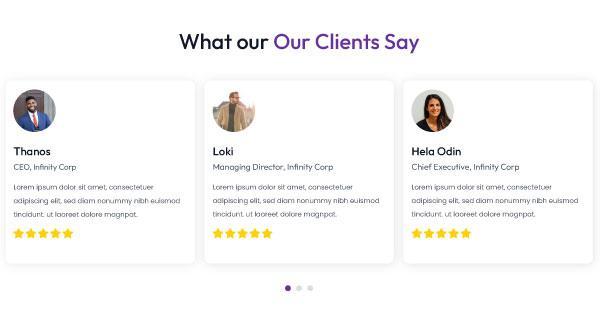 What our Our Clients Say
Thanos
CEO, Infinity Corp
Lorem ipsum dolor sit amet, consectetuer
adipiscing elit, sed diam nonummy nibh euismod
tincidunt. ut laoreet dolore magnpat.
Loki
Managing Director, Infinity Corp
Lorem ipsum dolor sit amet, consectetuer
adipiscing elit, sed diam nonummy nibh euismod
tincidunt. ut laoreet dolore magnpat.
Hela Odin
Chief Executive, Infinity Corp
Lorem ipsum dolor sit amet, consectetuer
adipiscing elit, sed diam nonummy nibh euismod
tincidunt. ut laoreet dolore magnpat.